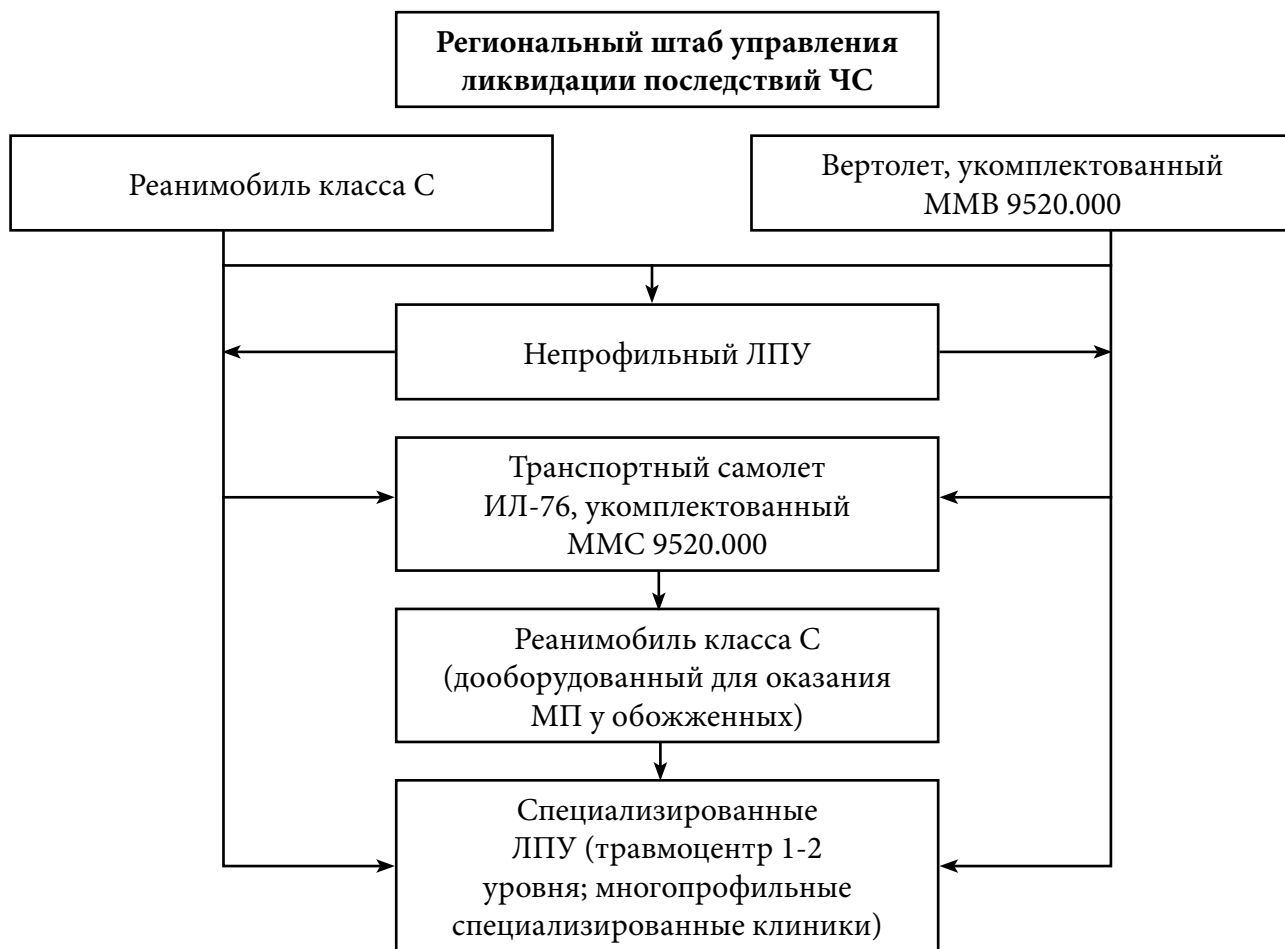 Региональный штаб управления
ликвидации последствий ЧС
Реанимобиль класса С
Вертолет, укомплектованный
ММВ 9520.000
Непрофильный ЛПУ
Транспортный самолет
ИЛ-76, укомплектованный
ММС 9520.000
Реанимобиль класса С
(дооборудованный для оказания
МП у обожженных)
Специализированные
ЛПУ (травмоцентр 1-2
уровня; многопрофильные
специализированные клиники)